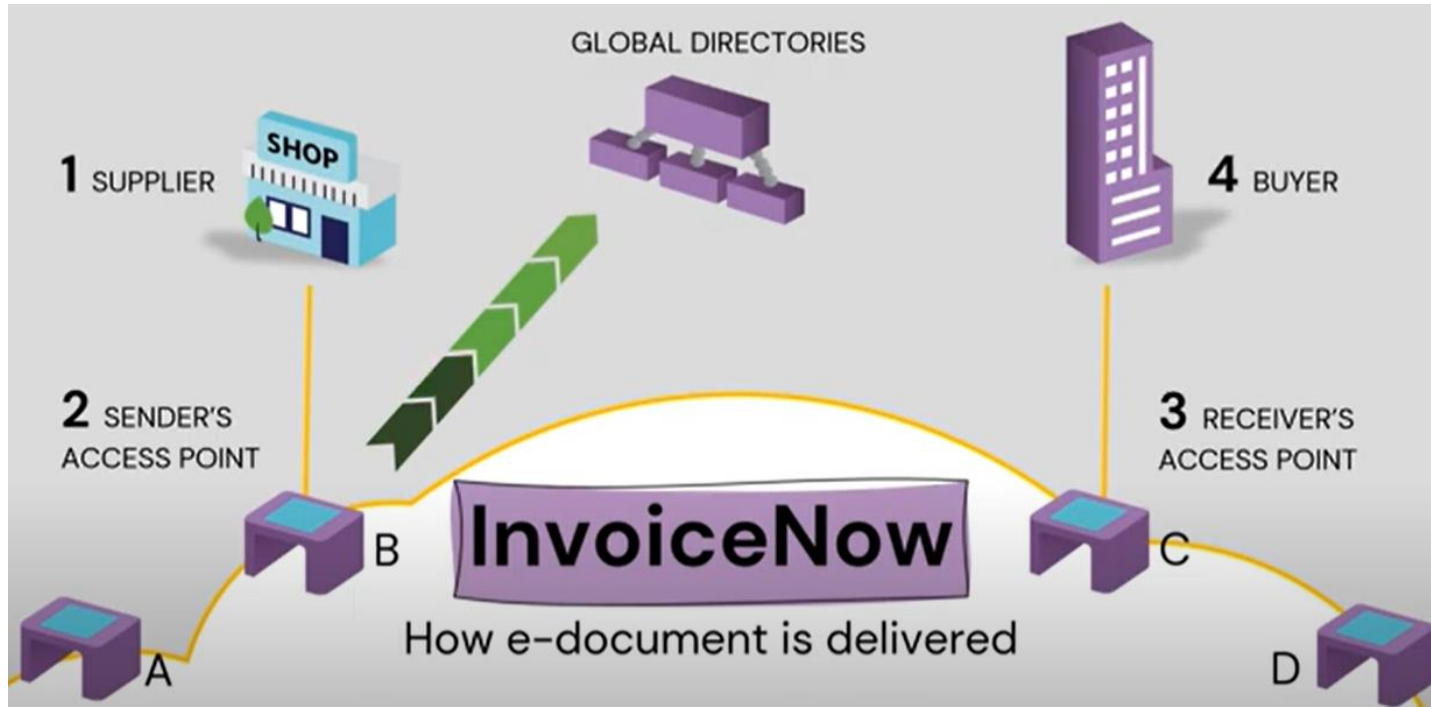 GLOBAL DIRECTORIES
SHOP
1 SUPPLIER
4 BUYER
2 SENDER'S
ACCESS POINT
3 RECEIVER'S
ACCESS POINT
B
InvoiceNow
C
How e-document is delivered
A
D